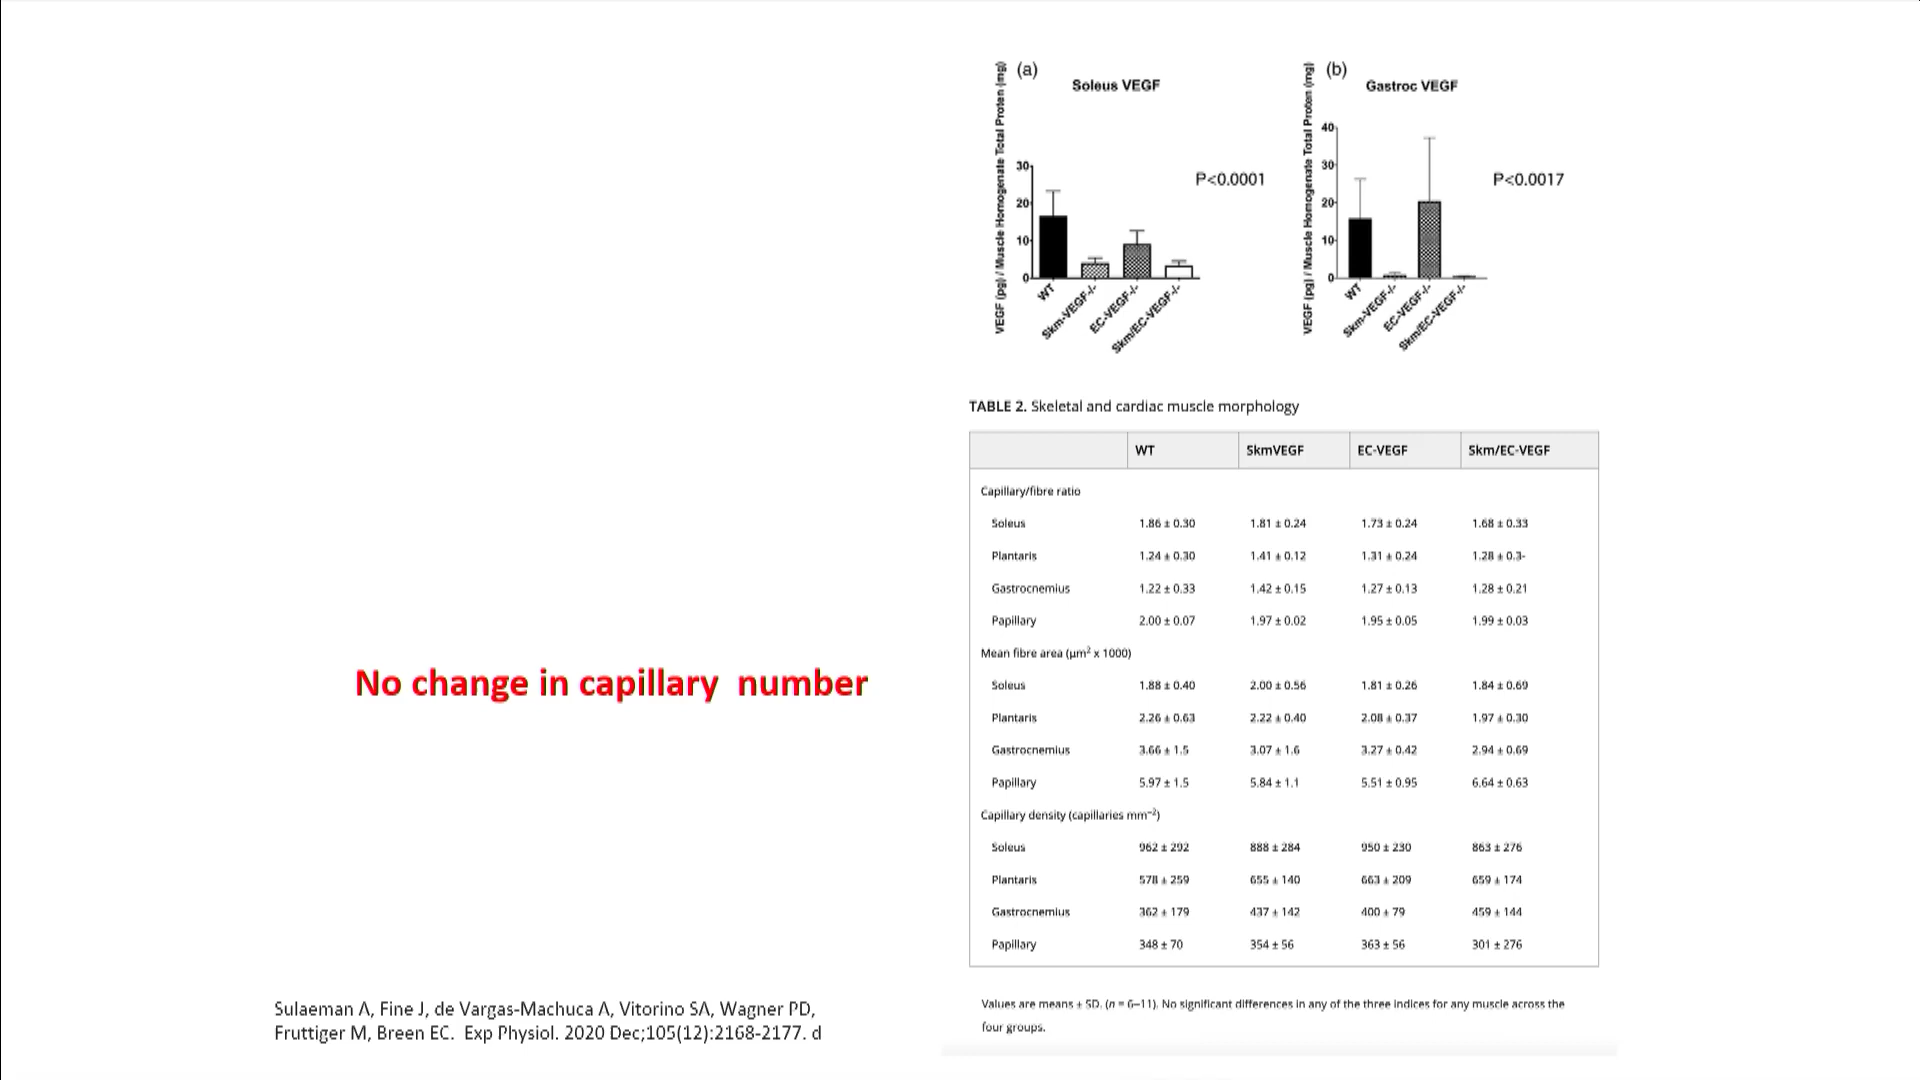 (a)
Soleus VEGF
VEGF (pg) / Muscle Homogenate Total Proten (mg)
30
20
10
0
P<0.0001
WT
Skm-VEGF-/-
EC-VEGF-/-
Skm/EC-VEGF-/-
(b)
Gastroc VEGF
VEGF (pg) / Muscle Homogenate Total Proten (mg)
40
30
20
10
0
P<0.0017
WT
Skm-VEGF-/-
EC-VEGF-/-
Skm/EC-VEGF-/-
TABLE 2. Skeletal and cardiac muscle morphology
WT SkmVEGF EC-VEGF Skm/EC-VEGF
Capillary/fibre ratio
Soleus 1.86 ± 0.30 1.81 ± 0.24 1.73 ± 0.24 1.68 ± 0.33
Plantaris 1.24 ± 0.30 1.41 ± 0.12 1.31 ± 0.24 1.28 ± 0.3-
Gastrocnemius 1.22 ± 0.33 1.42 ± 0.15 1.27 ± 0.13 1.28 ± 0.21
Papillary 2.00 ± 0.07 1.97 ± 0.02 1.95 ± 0.05 1.99 ± 0.03
Mean fibre area (µm² x 1000)
Soleus 1.88 ± 0.40 2.00 ± 0.56 1.81 ± 0.26 1.84 ± 0.69
Plantaris 2.26 ± 0.63 2.22 ± 0.40 2.08 ± 0.37 1.97 ± 0.30
Gastrocnemius 3.66 ± 1.5 3.07 ± 1.6 3.27 ± 0.42 2.94 ± 0.69
Papillary 5.97 ± 1.5 5.84 ± 1.1 5.51 ± 0.95 6.64 ± 0.63
Capillary density (capillaries mm⁻²)
Soleus 962 ± 292 888 ± 284 950 ± 230 863 ± 276
Plantaris 578 ± 259 655 ± 140 663 ± 209 659 ± 174
Gastrocnemius 362 ± 179 437 ± 142 400 ± 79 459 ± 144
Papillary 348 ± 70 354 ± 56 363 ± 56 301 ± 276
Values are means ± SD. (n = 6–11). No significant differences in any of the three indices for any muscle across the
four groups.
No change in capillary number
Sulaeman A, Fine J, de Vargas-Machuca A, Vitorino SA, Wagner PD,
Fruttiger M, Breen EC. Exp Physiol. 2020 Dec;105(12):2168-2177. d